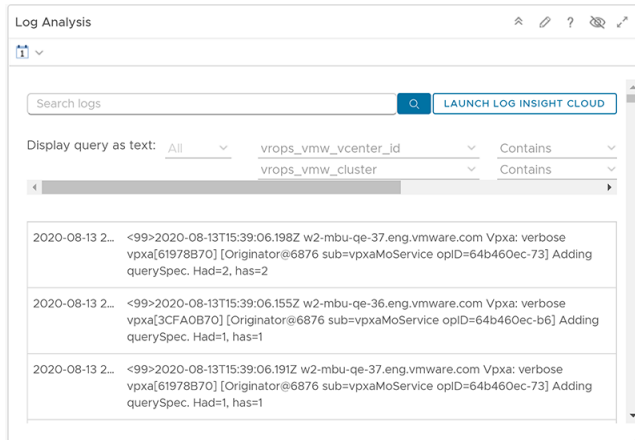 Log Analysis
?
1
Search logs
LAUNCH LOG INSIGHT CLOUD
Display query as text: All vrops_vmw_vcenter_id Contains
vrops_vmw_cluster Contains
2020-08-13 2... <99>2020-08-13T15:39:06.198Z w2-mbu-qe-37.eng.vmware.com Vpxa: verbose
vpxa[61978B70] [Originator@6876 sub=vpxaMoService opID=64b460ec-73] Adding
querySpec. Had=2, has=2
2020-08-13 2... <99>2020-08-13T15:39:06.155Z w2-mbu-qe-36.eng.vmware.com Vpxa: verbose
vpxa[3CFA0B70] [Originator@6876 sub=vpxaMoService opID=64b460ec-b6] Adding
querySpec. Had=1, has=1
2020-08-13 2... <99>2020-08-13T15:39:06.191Z w2-mbu-qe-37.eng.vmware.com Vpxa: verbose
vpxa[61978B70] [Originator@6876 sub=vpxaMoService opID=64b460ec-73] Adding
querySpec. Had=1, has=1